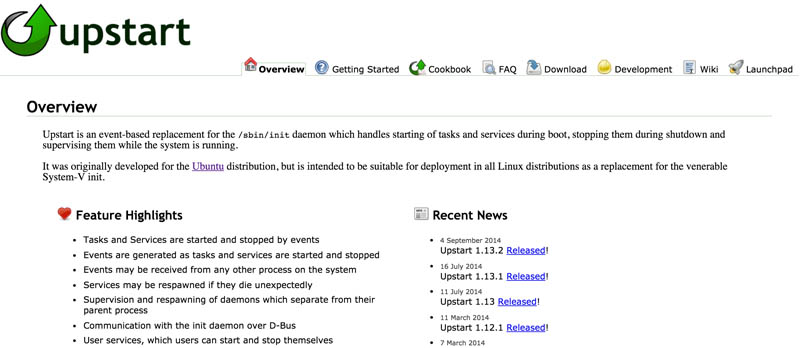 upstart
Overview Getting Started Cookbook FAQ Download Development Wiki Launchpad
Overview
Upstart is an event-based replacement for the /sbin/init daemon which handles starting of tasks and services during boot, stopping them during shutdown and
supervising them while the system is running.
It was originally developed for the Ubuntu distribution, but is intended to be suitable for deployment in all Linux distributions as a replacement for the venerable
System-V init.
Feature Highlights
Tasks and Services are started and stopped by events
Events are generated as tasks and services are started and stopped
Events may be received from any other process on the system
Services may be respawned if they die unexpectedly
Supervision and respawning of daemons which separate from their
parent process
Communication with the init daemon over D-Bus
User services, which users can start and stop themselves
Recent News
4 September 2014
Upstart 1.13.2 Released!
16 July 2014
Upstart 1.13.1 Released!
11 July 2014
Upstart 1.13 Released!
11 March 2014
Upstart 1.12.1 Released!
7 March 2014